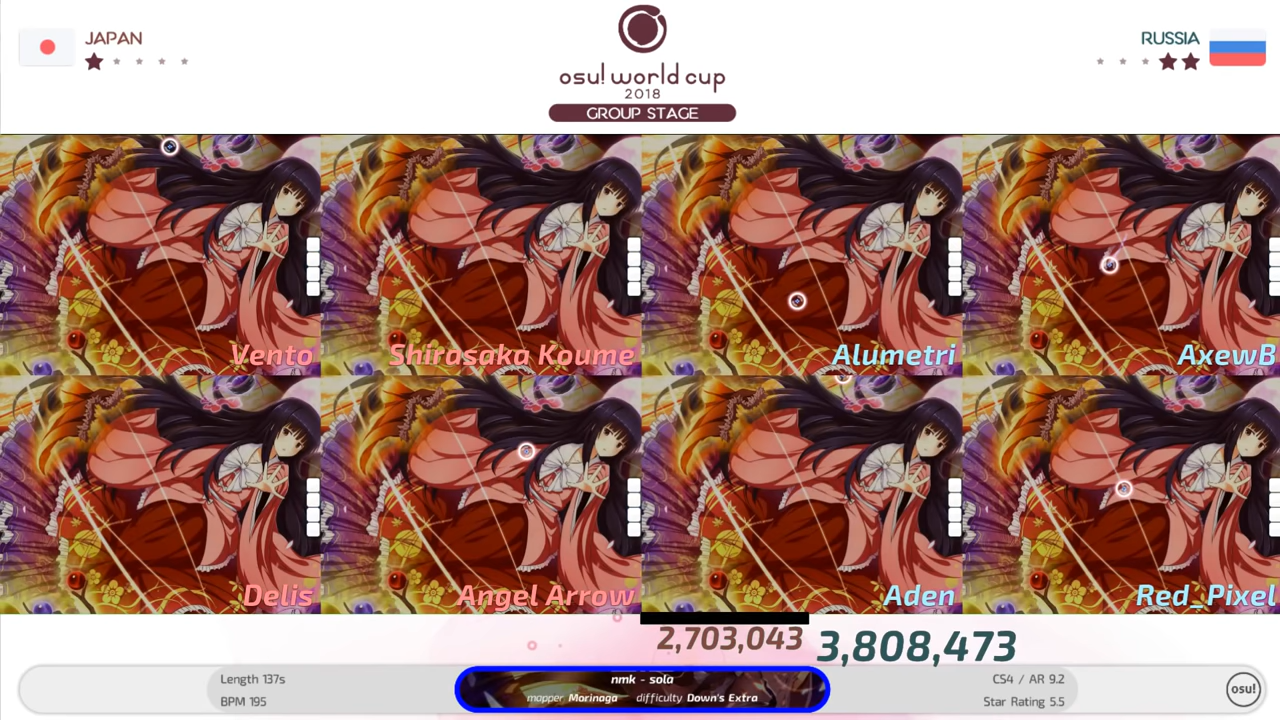 JAPAN
RUSSIA
osu! world cup
2018
GROUP STAGE
Vento
Shirasaka Koume
Alumetri
AxewB
Delis
Angel Arrow
Aden
Red_Pixel
2,703,043
3,808,473
Length 137s
BPM 195
nmk - sola
mapper Morinaga difficulty Down's Extra
CS4 / AR 9.2
Star Rating 5.5
osu!